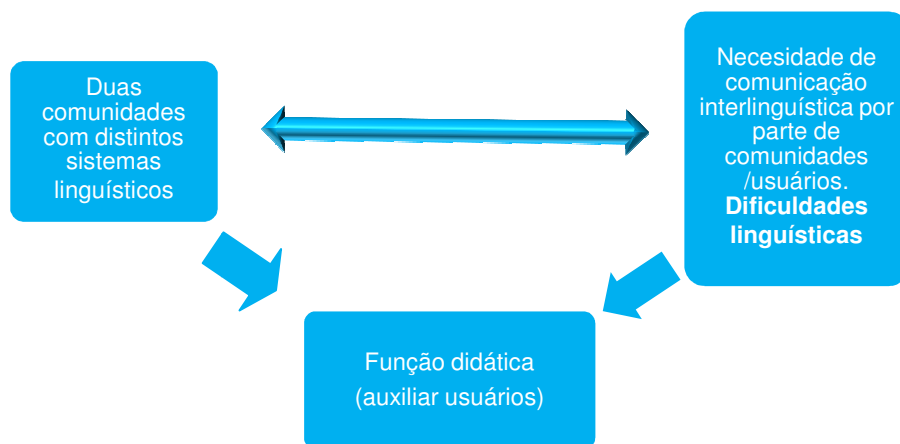 Duas
comunidades
com distintos
sistemas
linguísticos
Necesidade de
comunicação
interlinguística por
parte de
comunidades
/usuários.
Dificuldades
linguísticas
Função didática
(auxiliar usuários)